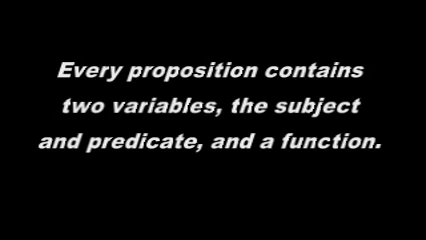 Every proposition contains
two variables, the subject
and predicate, and a function.